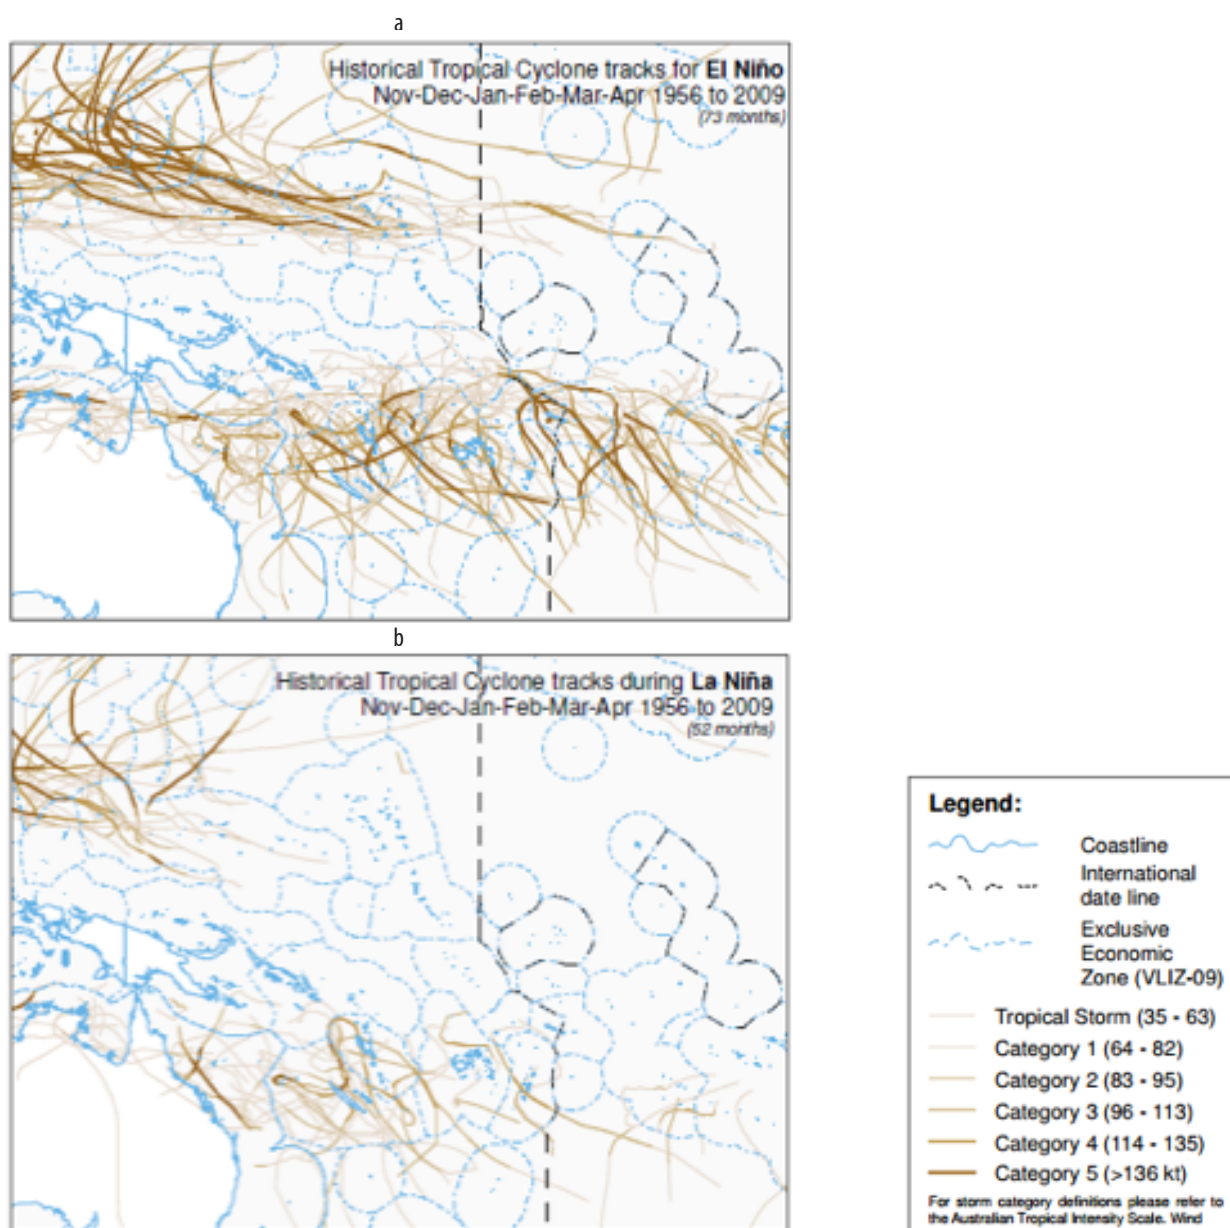 a
Historical Tropical Cyclone tracks for El Niño
Nov-Dec-Jan-Feb-Mar-Apr 1956 to 2009
(73 months)
b
Historical Tropical Cyclone tracks during La Niña
Nov-Dec-Jan-Feb-Mar-Apr 1956 to 2009
(52 months)
Legend:
Coastline
International
date line
Exclusive
Economic
Zone (VLIZ-09)
Tropical Storm (35 - 63)
Category 1 (64 - 82)
Category 2 (83 - 95)
Category 3 (96 - 113)
Category 4 (114 - 135)
Category 5 (>136 kt)
For storm category definitions please refer to
the Australian Tropical Intensity Scale. Wind